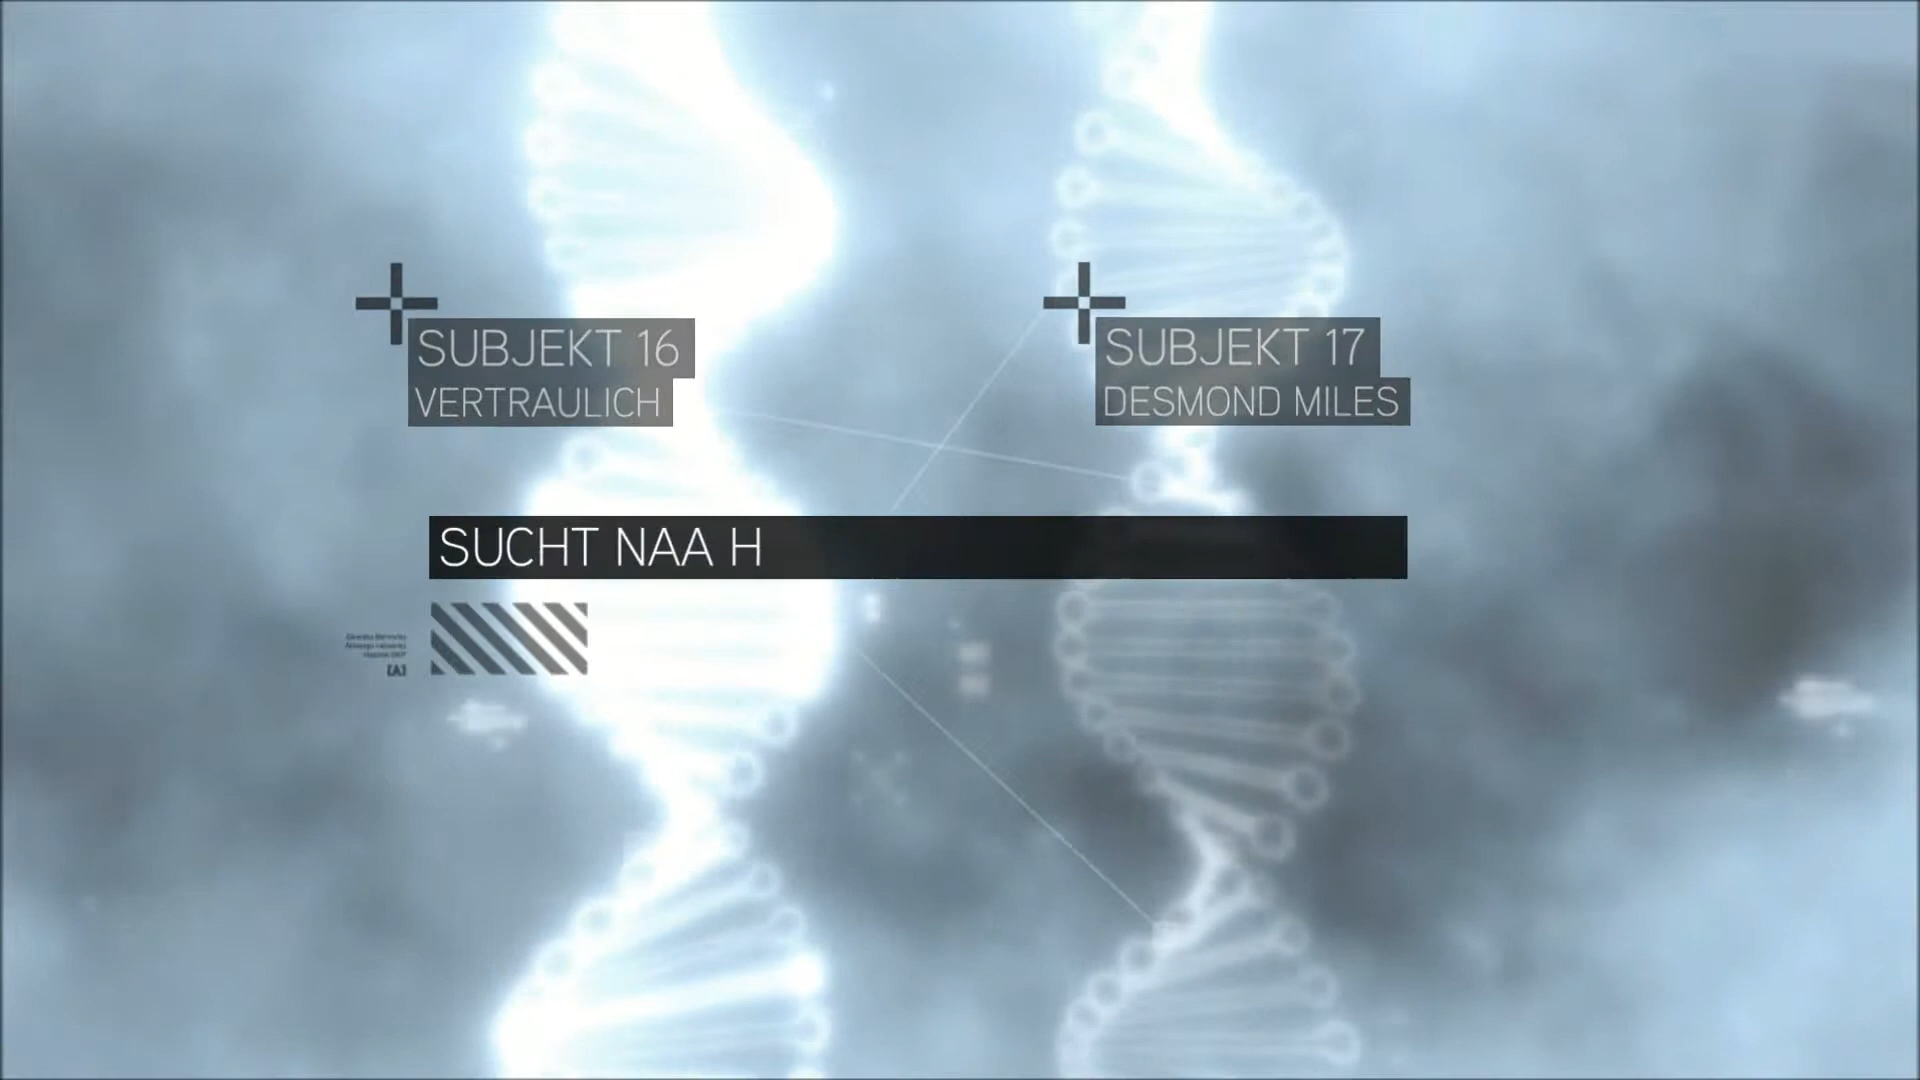 SUBJEKT 16
VERTRAULICH
SUBJEKT 17
DESMOND MILES
SUCHT NAA H
[A]